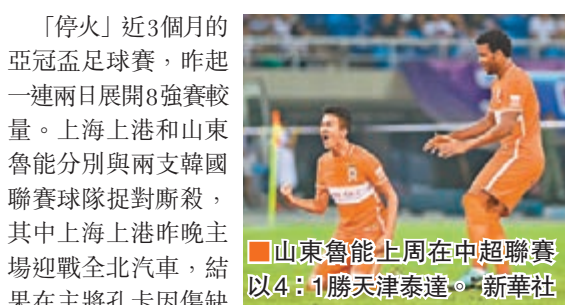 「停火」近3個月的
亞冠盃足球賽，昨起
一連兩日展開8強賽較
量。上海上港和山東
魯能分別與兩支韓國
聯賽球隊捉對廝殺，
其中上海上港昨晚主
場迎戰全北汽車，結
果在主將孔卡因傷缺
■山東魯能上周在中超聯賽
以4：1勝天津泰達。 新華社